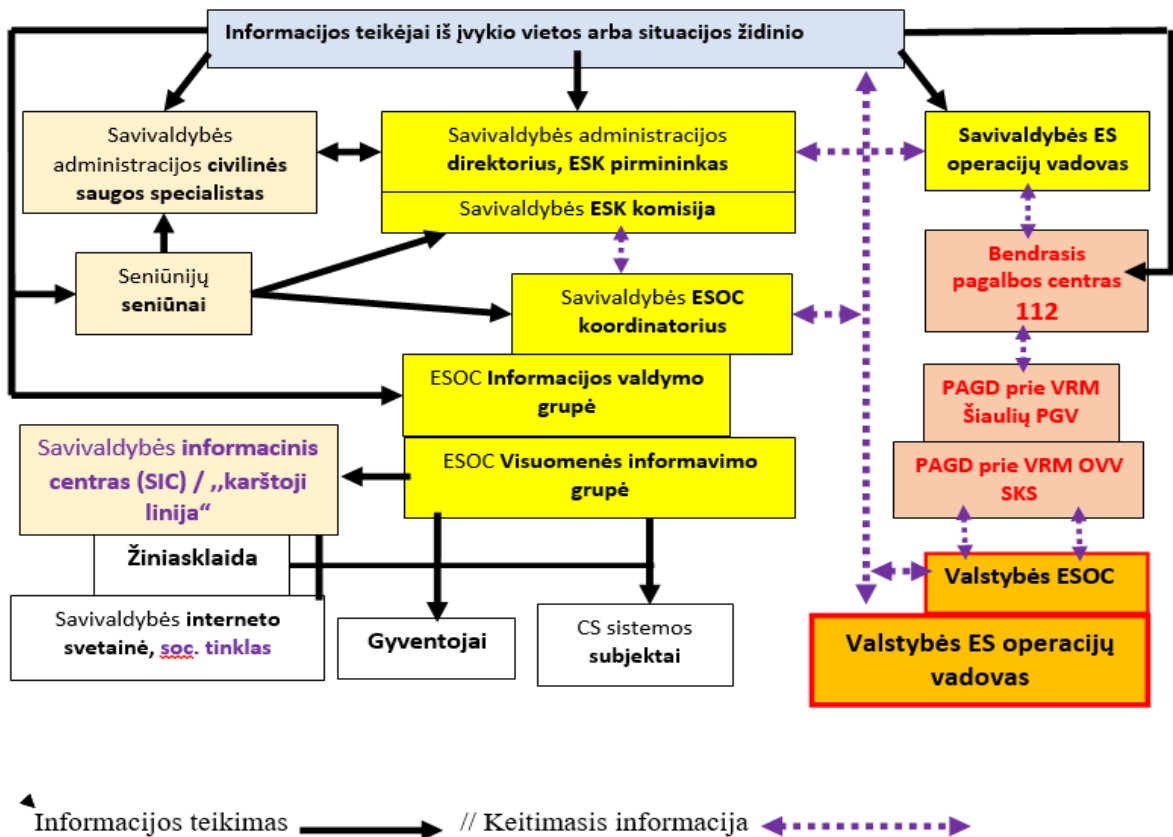 Informacijos teikėjai iš įvykio vietos arba situacijos židinio
Savivaldybės
administracijos civilinės
saugos specialistas
Savivaldybės administracijos
direktorius, ESK pirmininkas
Savivaldybės ESK komisija
Savivaldybės ES
operacijų vadovas
Seniūnijų
seniūnai
Savivaldybės ESOC
koordinatorius
Bendrasis
pagalbos centras
112
ESOC Informacijos valdymo
grupė
PAGD prie VRM
Šiaulių PGV
Savivaldybės informacinis
centras (SIC) / ,,karštoji
linija“
ESOC Visuomenės informavimo
grupė
PAGD prie VRM OVV
SKS
Žiniasklaida
Valstybės ESOC
Savivaldybės interneto
svetainė, soc. tinklas
Gyventojai
CS sistemos
subjektai
Valstybės ES operacijų
vadovas
Informacijos teikimas // Keitimasis informacija